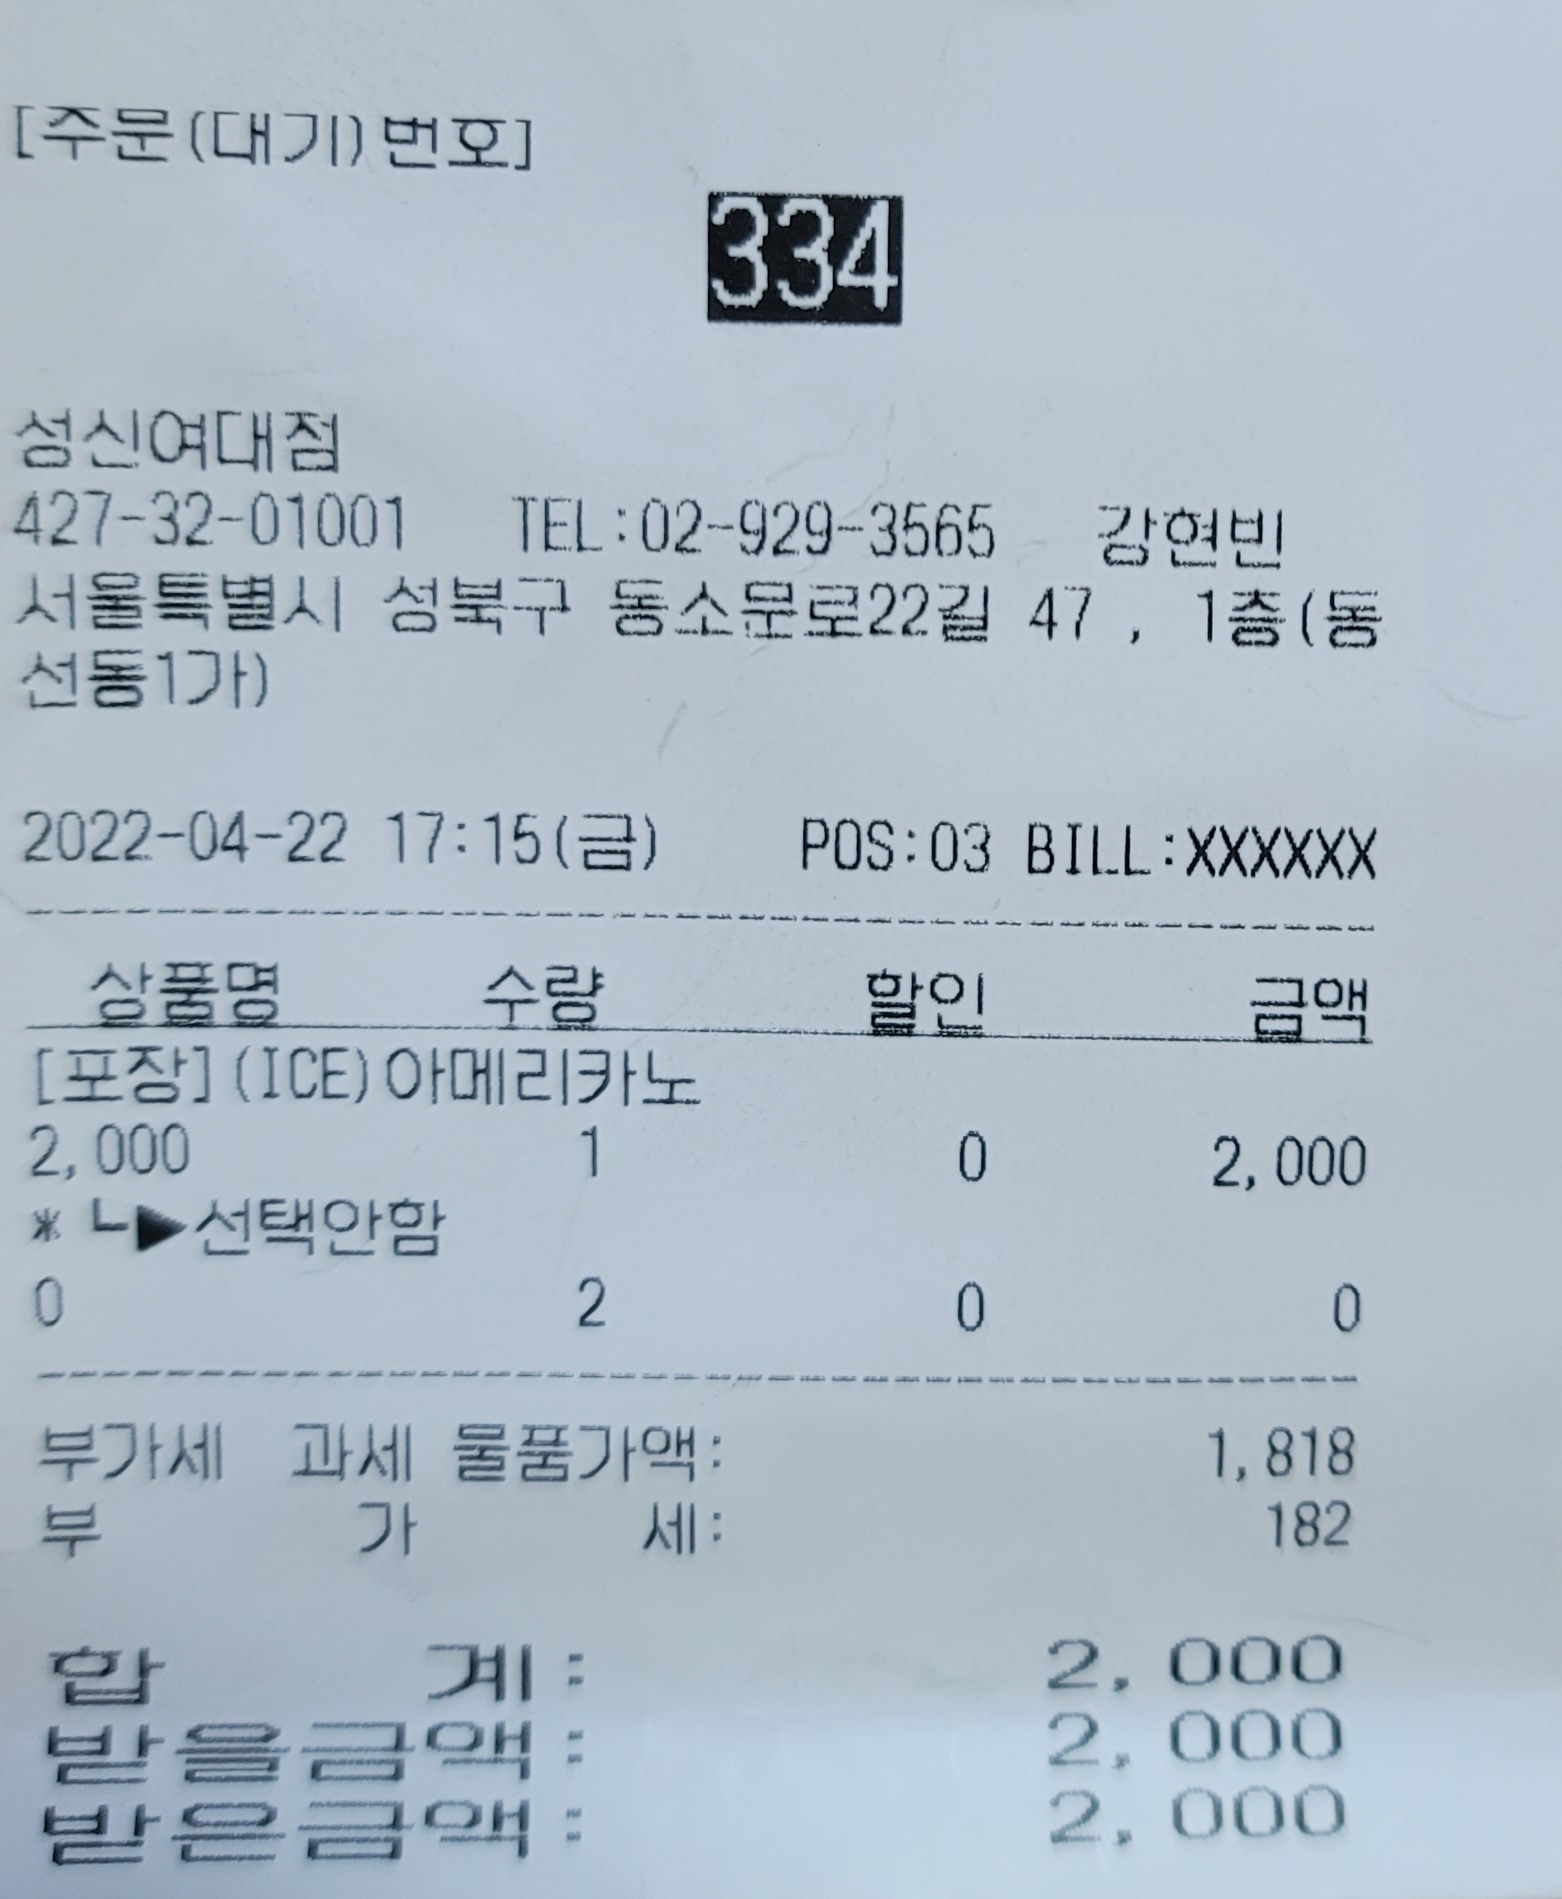 [주문(대기)번호]
334
성신여대점
427-32-01001 TEL:02-929-3565 강현빈
서울특별시 성북구 동소문로22길 47 , 1층(동
선동1가)
2022-04-22 17:15(금) POS:03 BILL:XXXXXX
상품명 수량 할인 금액
[포장](ICE)아메리카노
2,000 1 0 2,000
* ┗▶선택안함
0 2 0 0
부가세 과세 물품가액: 1,818
부 가 세: 182
합 계: 2,000
받을금액: 2,000
받은금액: 2,000